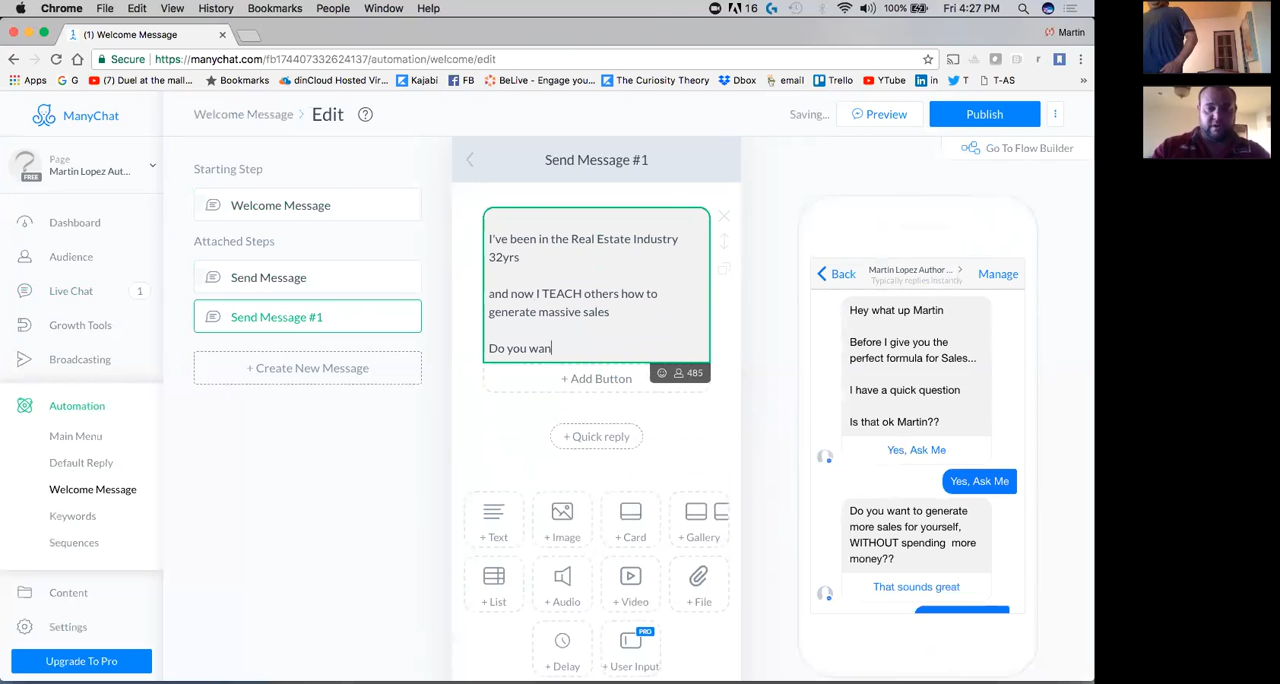 Chrome File Edit View History Bookmarks People Window Help
16 100% Fri 4:27 PM
(1) Welcome Message
Martin
Secure https://manychat.com/fb174407332624137/automation/welcome/edit
Apps G (7) Duel at the mall... Bookmarks dinCloud Hosted Vir... Kajabi FB BeLive - Engage you... The Curiosity Theory Dbox email Trello YTube in T T-AS »
ManyChat
Welcome Message > Edit
Saving... Preview Publish
Go To Flow Builder
Page
Martin Lopez Aut...
FREE
Dashboard
Audience
Live Chat 1
Growth Tools
Broadcasting
Automation
Main Menu
Default Reply
Welcome Message
Keywords
Sequences
Content
Settings
Upgrade To Pro
Starting Step
Welcome Message
Attached Steps
Send Message
Send Message #1
+ Create New Message
Send Message #1
I've been in the Real Estate Industry
32yrs
and now I TEACH others how to
generate massive sales
Do you wan
485
+ Add Button
+ Quick reply
+ Text + Image + Card + Gallery
+ List + Audio + Video + File
PRO
+ Delay + User Input
Back Martin Lopez Author ... > Manage
Typically replies instantly
Hey what up Martin
Before I give you the
perfect formula for Sales...
I have a quick question
Is that ok Martin??
Yes, Ask Me
Yes, Ask Me
Do you want to generate
more sales for yourself,
WITHOUT spending more
money??
That sounds great